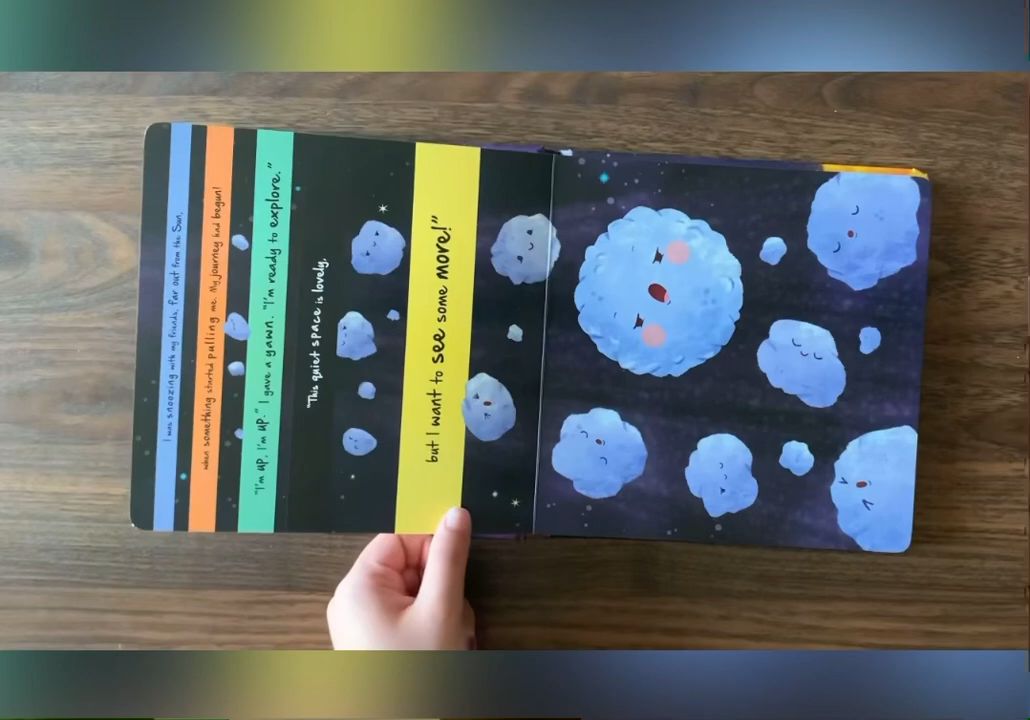 I was snoozing with my friends, far out from the Sun,
when something started pulling me. My journey had begun!
"I'm up, I'm up." I gave a yawn. "I'm ready to explore."
"This quiet space is lovely,
but I want to see some more!"